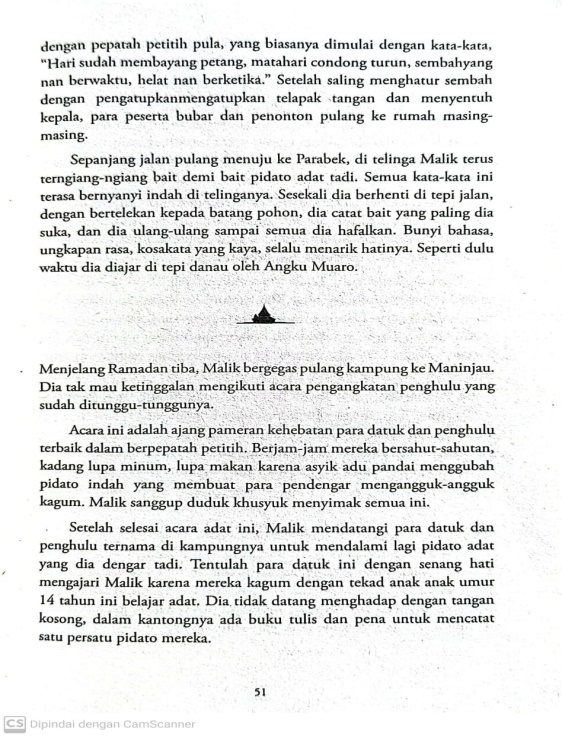 dengan pepatah petitih pula, yang biasanya dimulai dengan kata-kata,
“Hari sudah membayang petang, matahari condong turun, sembahyang
nan berwaktu, helat nan berketika.” Setelah saling menghatur sembah
dengan pengatupkanmengatupkan telapak tangan dan menyentuh
kepala, para peserta bubar dan penonton pulang ke rumah masing-
masing.
Sepanjang jalan pulang menuju ke Parabek, di telinga Malik terus
terngiang-ngiang bait demi bait pidato adat tadi. Semua kata-kata ini
terasa bernyanyi indah di telinganya. Sesekali dia berhenti di tepi jalan,
dengan bertelekan kepada batang pohon, dia catat bait yang paling dia
suka, dan dia ulang-ulang sampai semua dia hafalkan. Bunyi bahasa,
ungkapan rasa, kosakata yang kaya, selalu menarik hatinya. Seperti dulu
waktu dia diajar di tepi danau oleh Angku Muaro.
Menjelang Ramadan tiba, Malik bergegas pulang kampung ke Maninjau.
Dia tak mau ketinggalan mengikuti acara pengangkatan penghulu yang
sudah ditunggu-tunggunya.
Acara ini adalah ajang pameran kehebatan para datuk dan penghulu
terbaik dalam berpepatah petitih. Berjam-jam mereka bersahut-sahutan,
kadang lupa minum, lupa makan karena asyik adu pandai menggubah
pidato indah yang membuat para pendengar mengangguk-angguk
kagum. Malik sanggup duduk khusyuk menyimak semua ini.
Setelah selesai acara adat ini, Malik mendatangi para datuk dan
penghulu ternama di kampungnya untuk mendalami lagi pidato adat
yang dia dengar tadi. Tentulah para datuk ini dengan senang hati
mengajari Malik karena mereka kagum dengan tekad anak anak umur
14 tahun ini belajar adat. Dia tidak datang menghadap dengan tangan
kosong, dalam kantongnya ada buku tulis dan pena untuk mencatat
satu persatu pidato mereka.
51
CS Dipindai dengan CamScanner